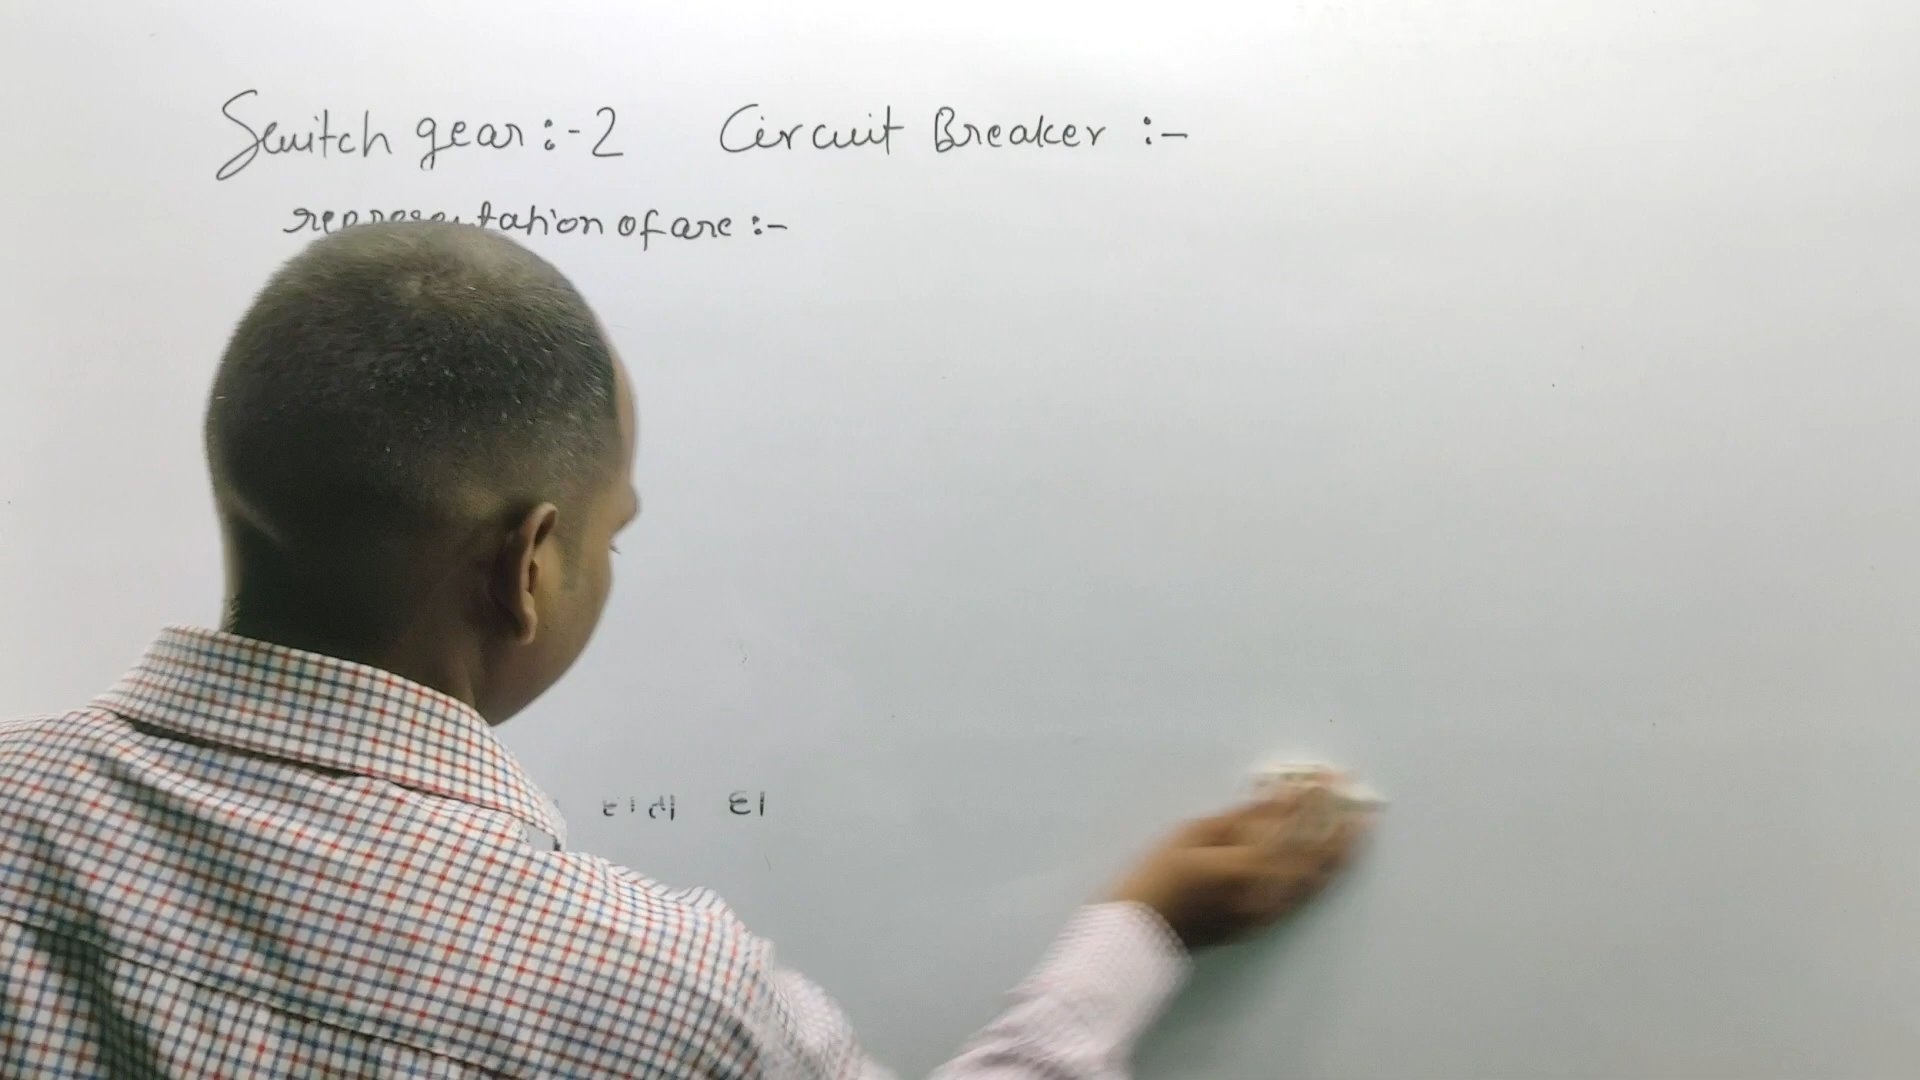 Switch gear :- 2 Circuit Breaker :-
representation of arc :-